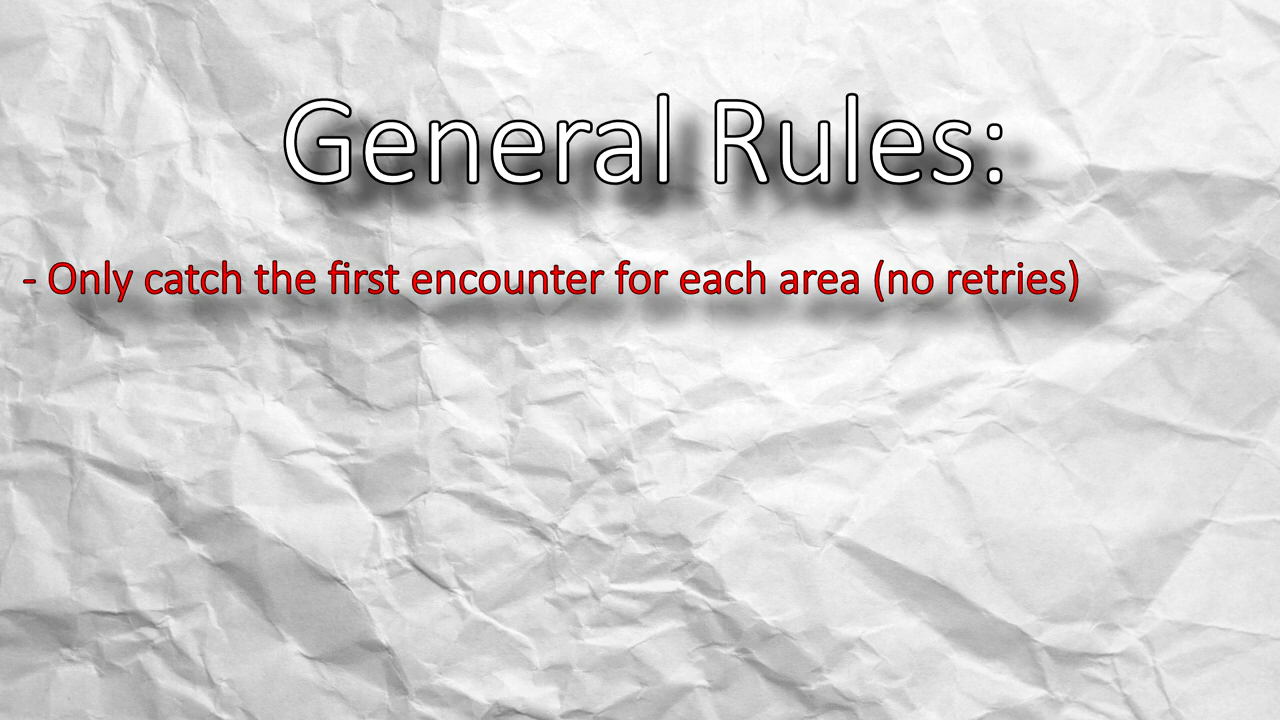 General Rules:
- Only catch the first encounter for each area (no retries)